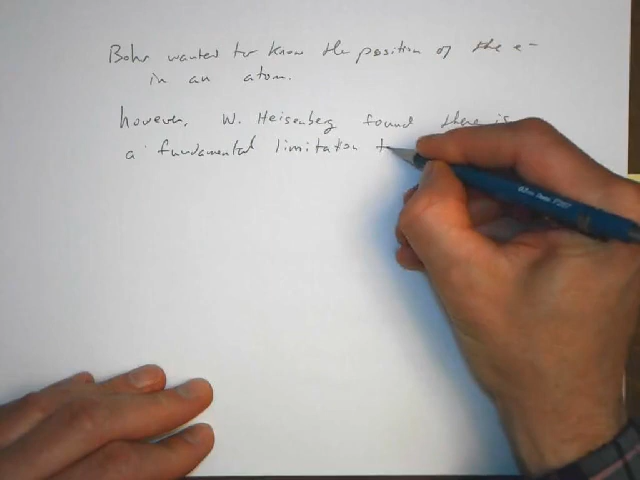 Bohr wanted to know the position of the e-
in an atom.
however, W. Heisenberg found there is
a fundamental limitation t